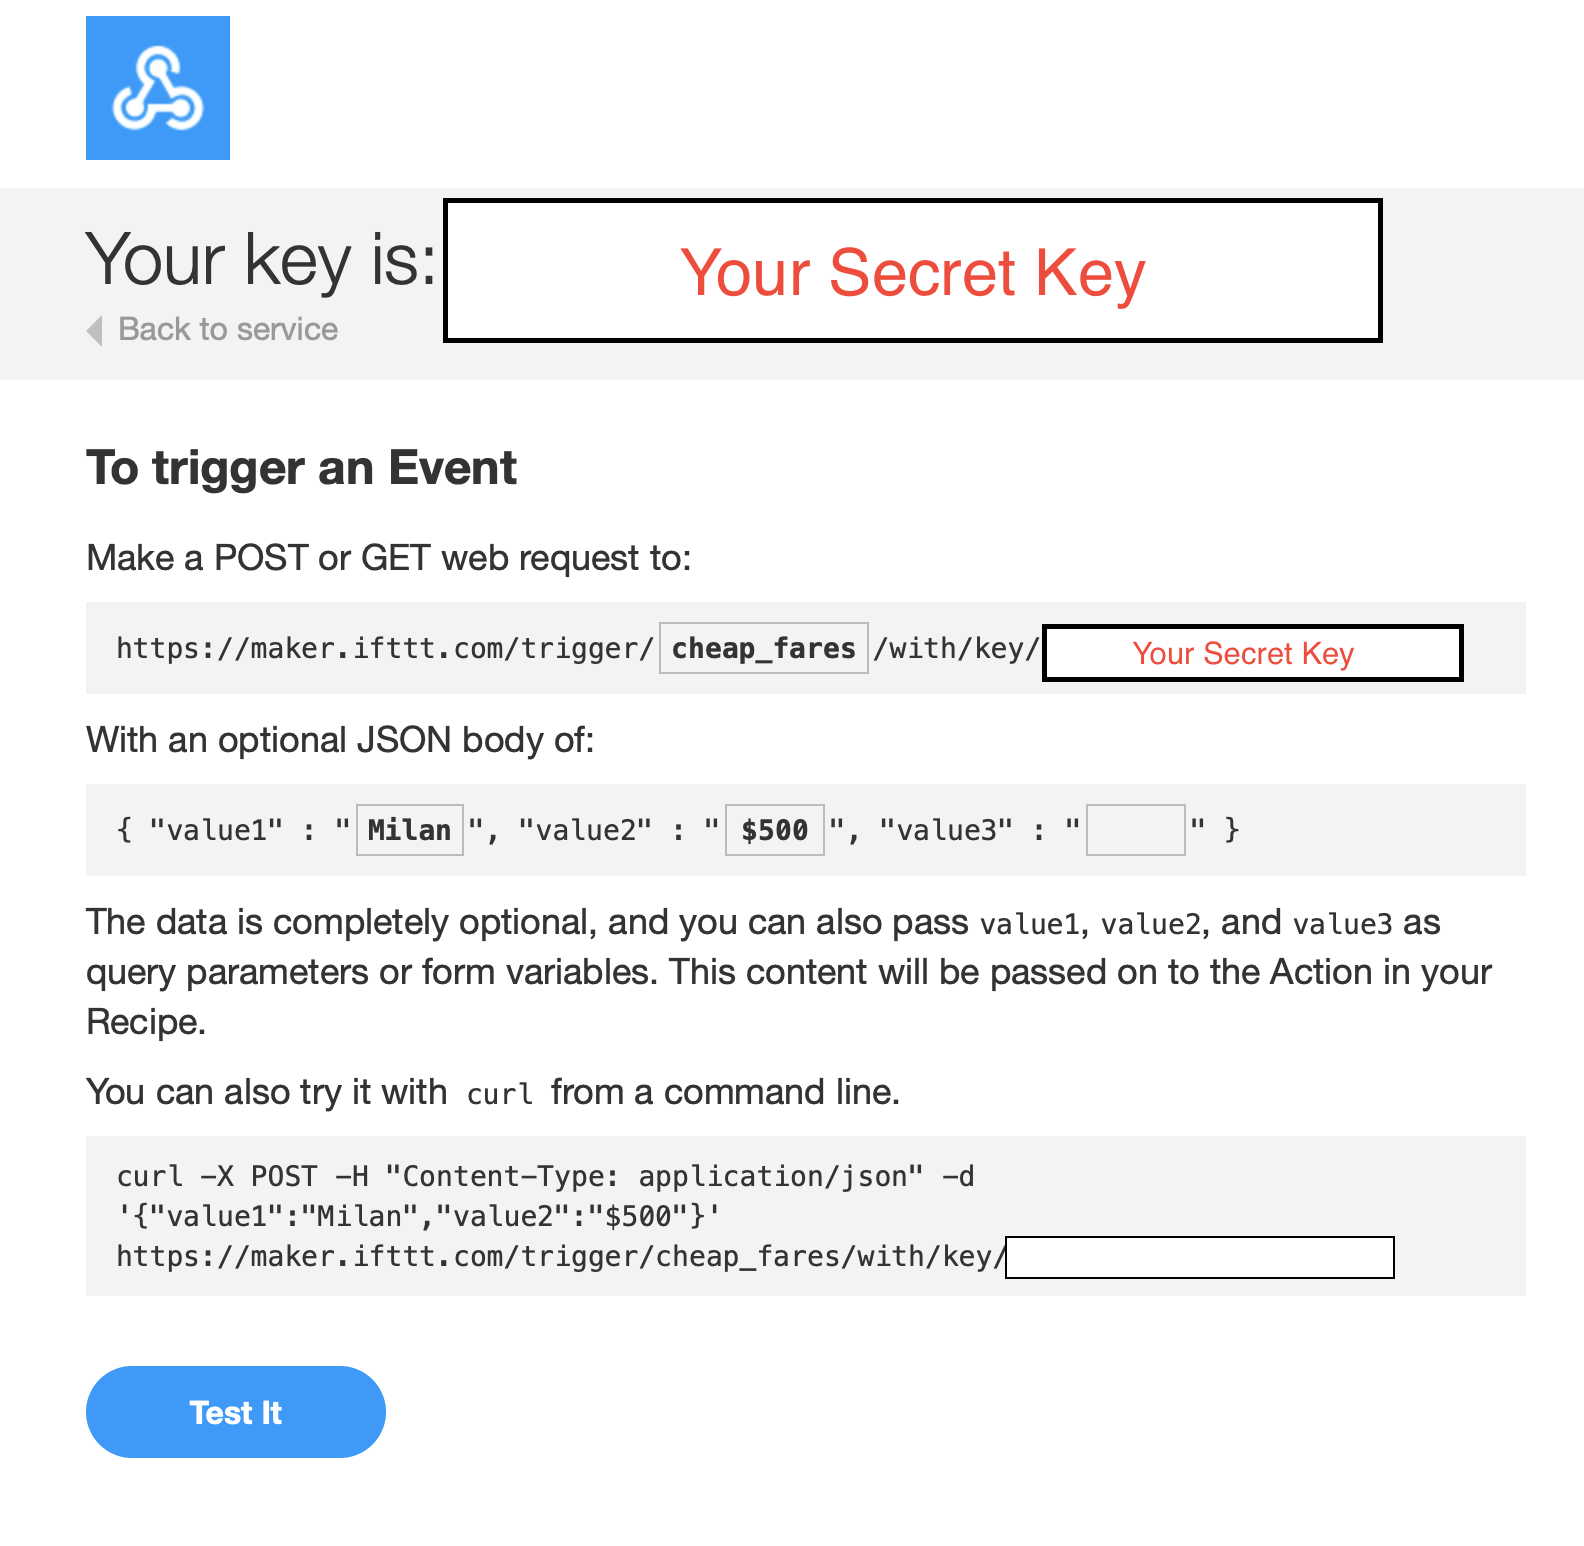 Your key is: Your Secret Key
Back to service
To trigger an Event
Make a POST or GET web request to:
https://maker.ifttt.com/trigger/ cheap_fares /with/key/ Your Secret Key
With an optional JSON body of:
{ "value1" : " Milan ", "value2" : " $500 ", "value3" : " " }
The data is completely optional, and you can also pass value1, value2, and value3 as
query parameters or form variables. This content will be passed on to the Action in your
Recipe.
You can also try it with curl from a command line.
curl -X POST -H "Content-Type: application/json" -d
'{"value1":"Milan","value2":"$500"}'
https://maker.ifttt.com/trigger/cheap_fares/with/key/
Test It